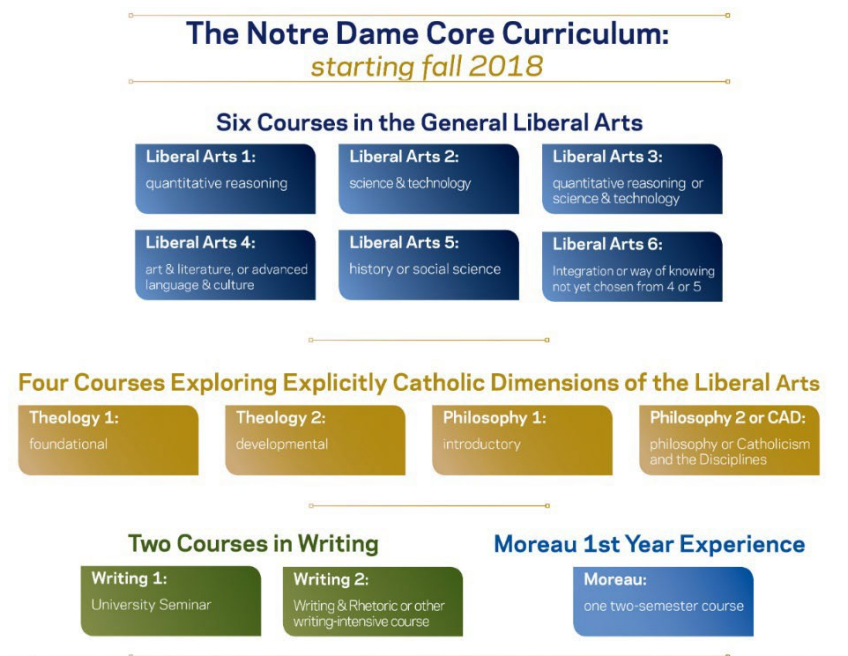 The Notre Dame Core Curriculum:
starting fall 2018
Six Courses in the General Liberal Arts
Liberal Arts 1:
quantitative reasoning
Liberal Arts 2:
science & technology
Liberal Arts 3:
quantitative reasoning or
science & technology
Liberal Arts 4:
art & literature, or advanced
language & culture
Liberal Arts 5:
history or social science
Liberal Arts 6:
Integration or way of knowing
not yet chosen from 4 or 5
Four Courses Exploring Explicitly Catholic Dimensions of the Liberal Arts
Theology 1:
foundational
Theology 2:
developmental
Philosophy 1:
introductory
Philosophy 2 or CAD:
philosophy or Catholicism
and the Disciplines
Two Courses in Writing
Writing 1:
University Seminar
Writing 2:
Writing & Rhetoric or other
writing-intensive course
Moreau 1st Year Experience
Moreau:
one two-semester course